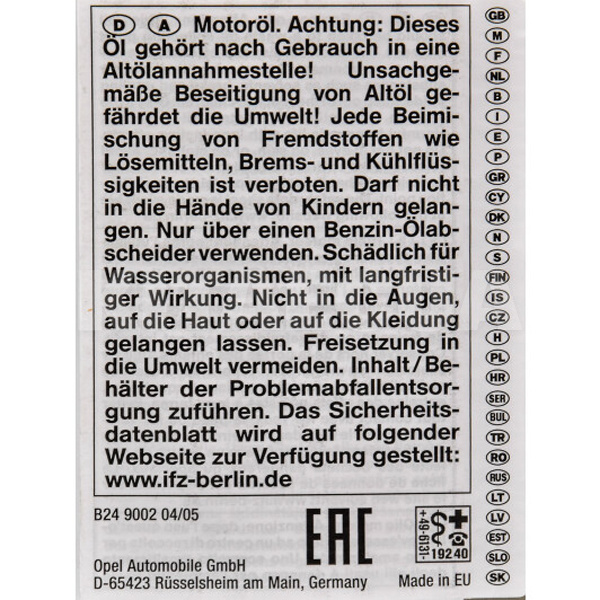 D A Motoröl. Achtung: Dieses
Öl gehört nach Gebrauch in eine
Altölannahmestelle! Unsachge-
mäße Beseitigung von Altöl ge-
fährdet die Umwelt! Jede Beimi-
schung von Fremdstoffen wie
Lösemitteln, Brems- und Kühlflüs-
sigkeiten ist verboten. Darf nicht
in die Hände von Kindern gelan-
gen. Nur über einen Benzin-Ölab-
scheider verwenden. Schädlich für
Wasserorganismen, mit langfristi-
ger Wirkung. Nicht in die Augen,
auf die Haut oder auf die Kleidung
gelangen lassen. Freisetzung in
die Umwelt vermeiden. Inhalt/Be-
hälter der Problemabfallentsor-
gung zuführen. Das Sicherheits-
datenblatt wird auf folgender
Webseite zur Verfügung gestellt:
www.ifz-berlin.de
B24 9002 04/05
Opel Automobile GmbH
D-65423 Rüsselsheim am Main, Germany
EAC
+49-6131-
19240
Made in EU
GB
M
F
NL
B
I
E
P
GR
CY
DK
N
S
FIN
IS
CZ
H
PL
HR
SER
BUL
TR
RO
RUS
LT
LV
EST
SLO
SK